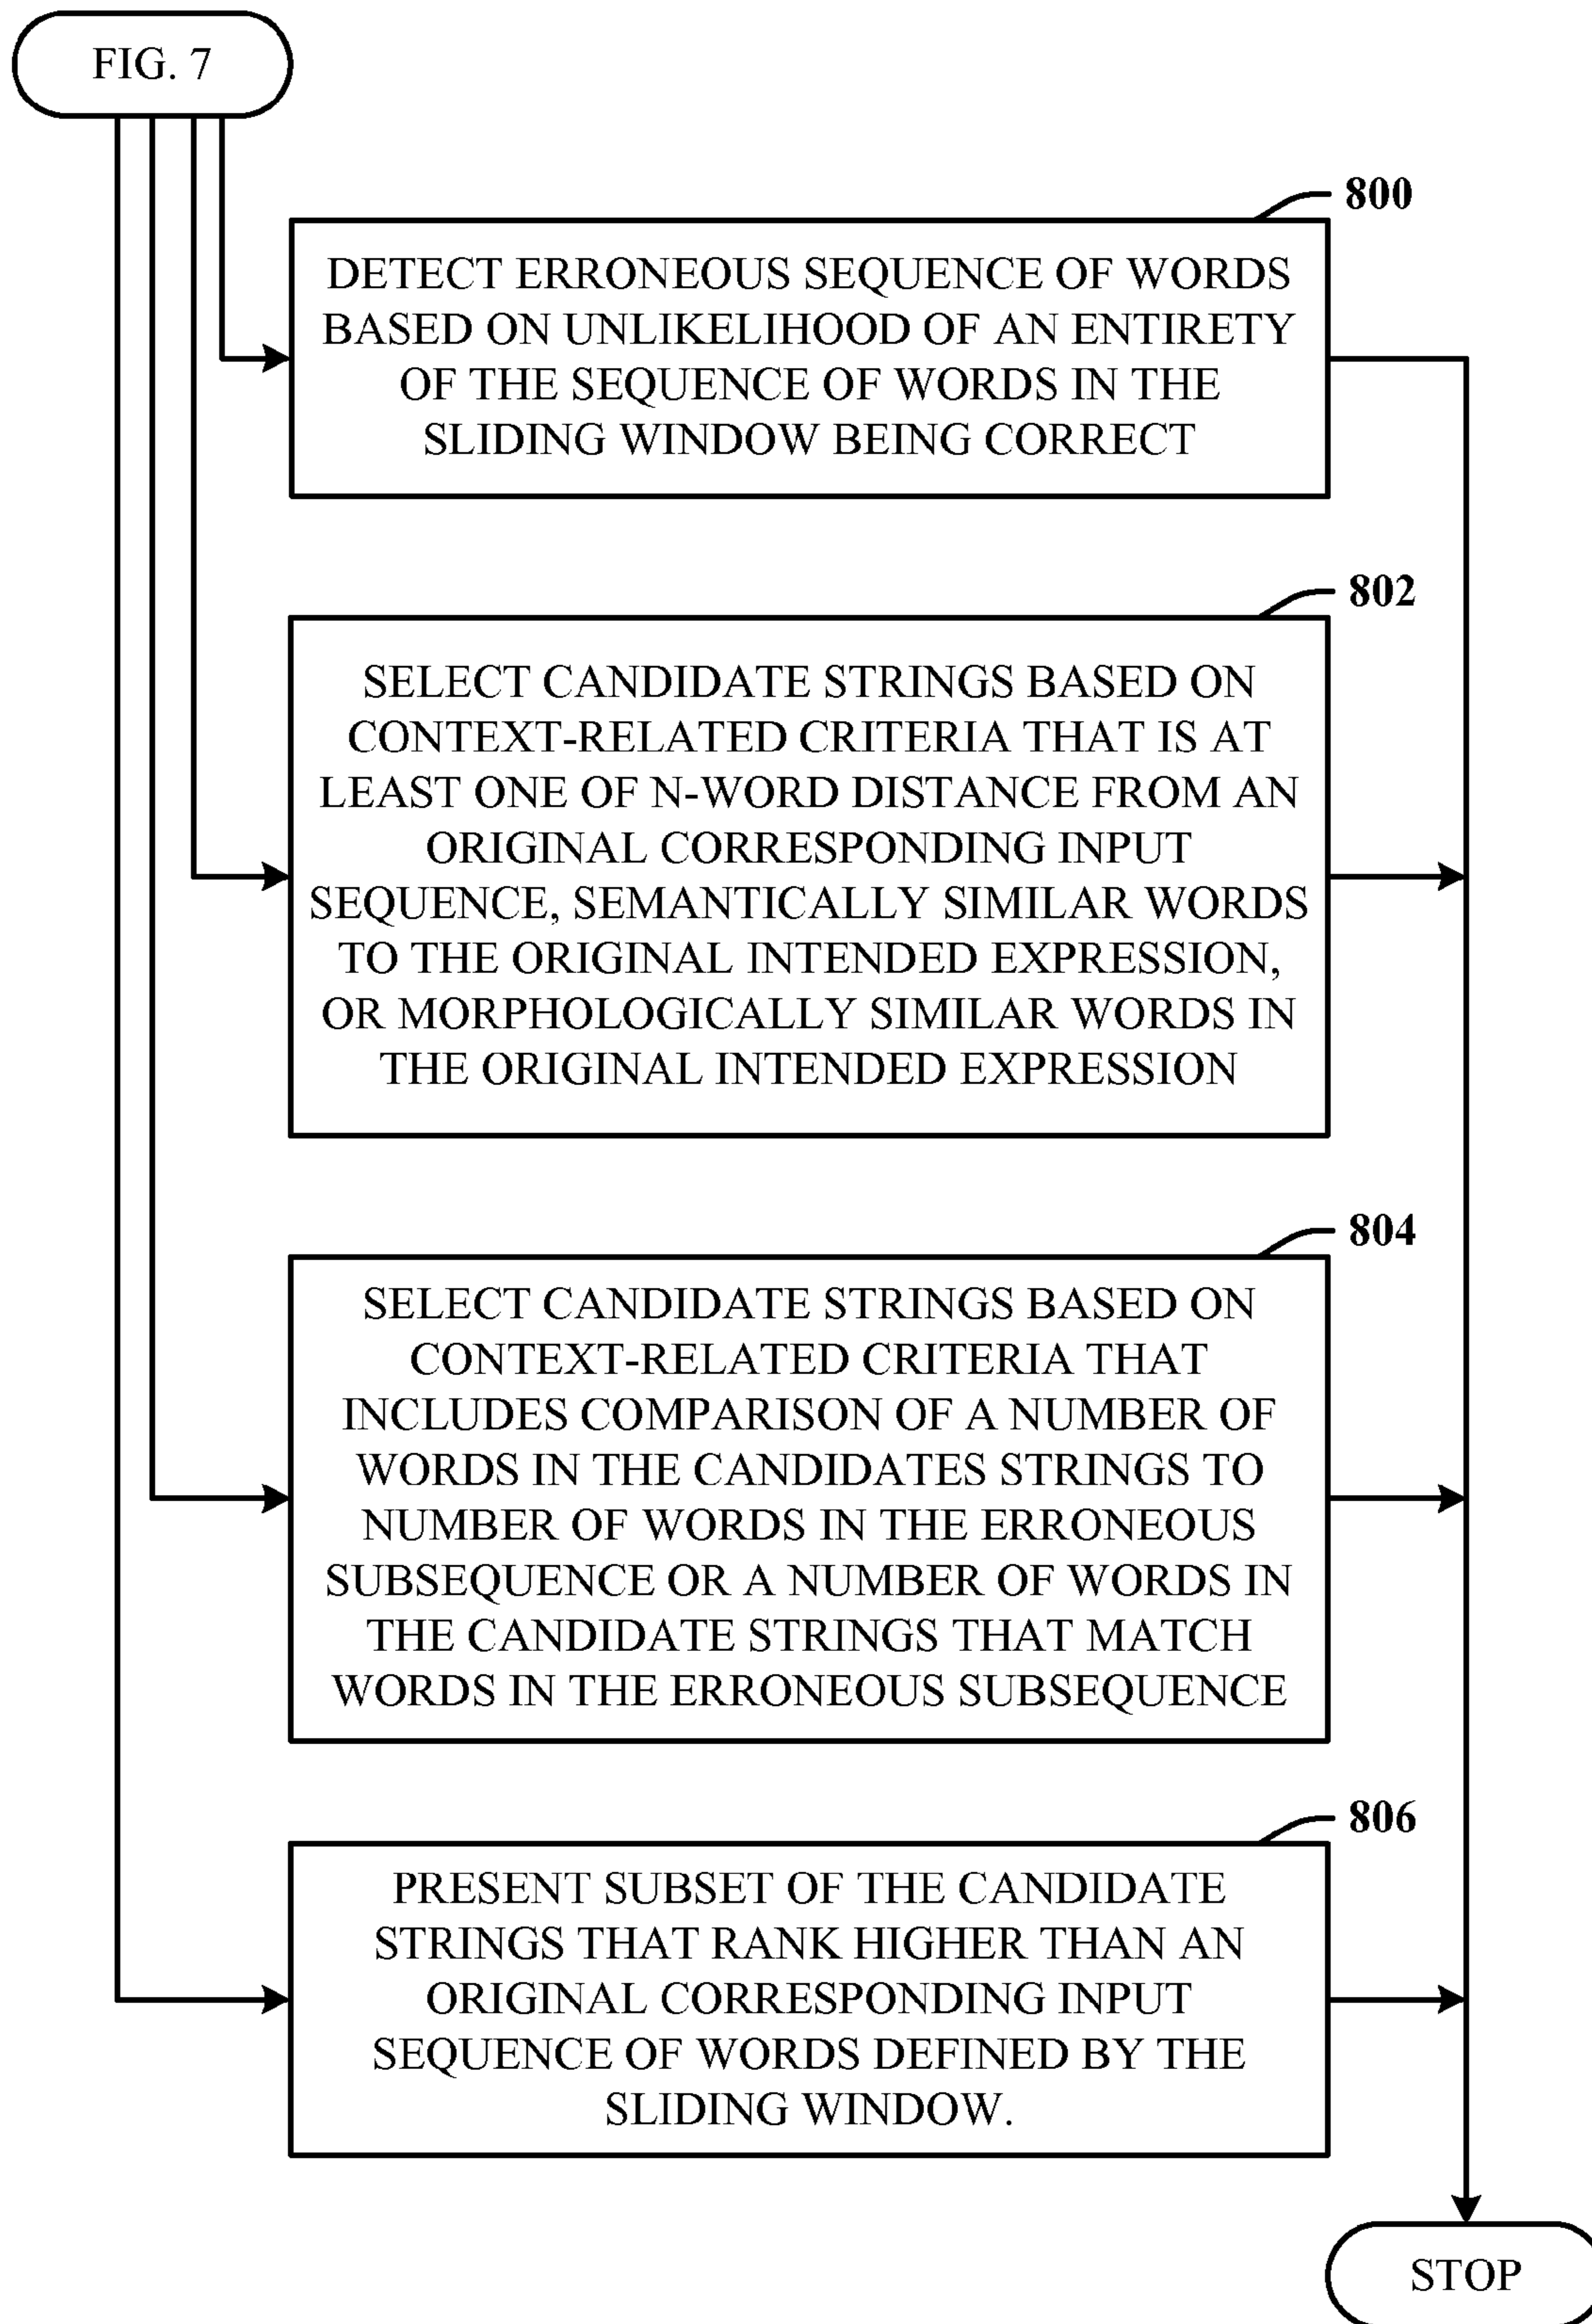 FIG. 7
800
DETECT ERRONEOUS SEQUENCE OF WORDS
BASED ON UNLIKELIHOOD OF AN ENTIRETY
OF THE SEQUENCE OF WORDS IN THE
SLIDING WINDOW BEING CORRECT
802
SELECT CANDIDATE STRINGS BASED ON
CONTEXT-RELATED CRITERIA THAT IS AT
LEAST ONE OF N-WORD DISTANCE FROM AN
ORIGINAL CORRESPONDING INPUT
SEQUENCE, SEMANTICALLY SIMILAR WORDS
TO THE ORIGINAL INTENDED EXPRESSION,
OR MORPHOLOGICALLY SIMILAR WORDS IN
THE ORIGINAL INTENDED EXPRESSION
804
SELECT CANDIDATE STRINGS BASED ON
CONTEXT-RELATED CRITERIA THAT
INCLUDES COMPARISON OF A NUMBER OF
WORDS IN THE CANDIDATES STRINGS TO
NUMBER OF WORDS IN THE ERRONEOUS
SUBSEQUENCE OR A NUMBER OF WORDS IN
THE CANDIDATE STRINGS THAT MATCH
WORDS IN THE ERRONEOUS SUBSEQUENCE
806
PRESENT SUBSET OF THE CANDIDATE
STRINGS THAT RANK HIGHER THAN AN
ORIGINAL CORRESPONDING INPUT
SEQUENCE OF WORDS DEFINED BY THE
SLIDING WINDOW.
STOP